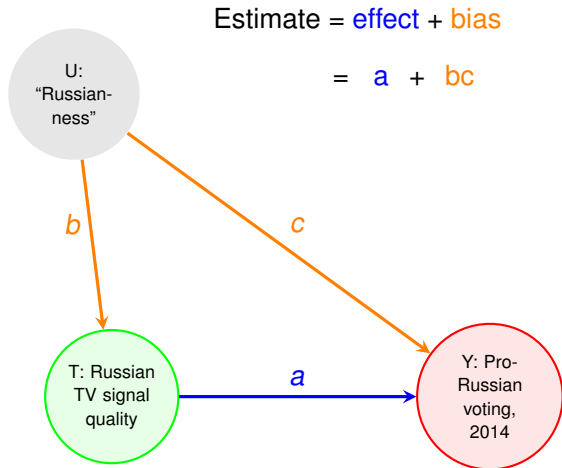 Estimate = effect + bias
= a + bc
U:
“Russian-
ness”
b
c
T: Russian
TV signal
quality
a
Y: Pro-
Russian
voting,
2014